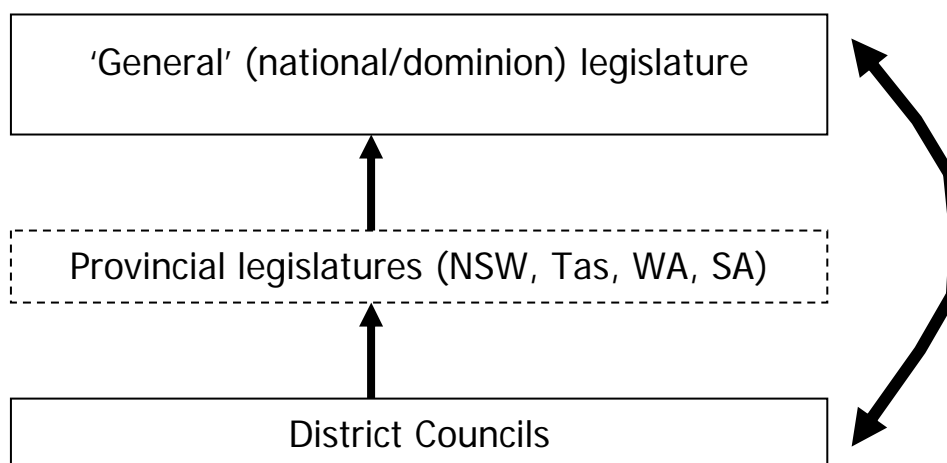 ‘General’ (national/dominion) legislature
Provincial legislatures (NSW, Tas, WA, SA)
District Councils